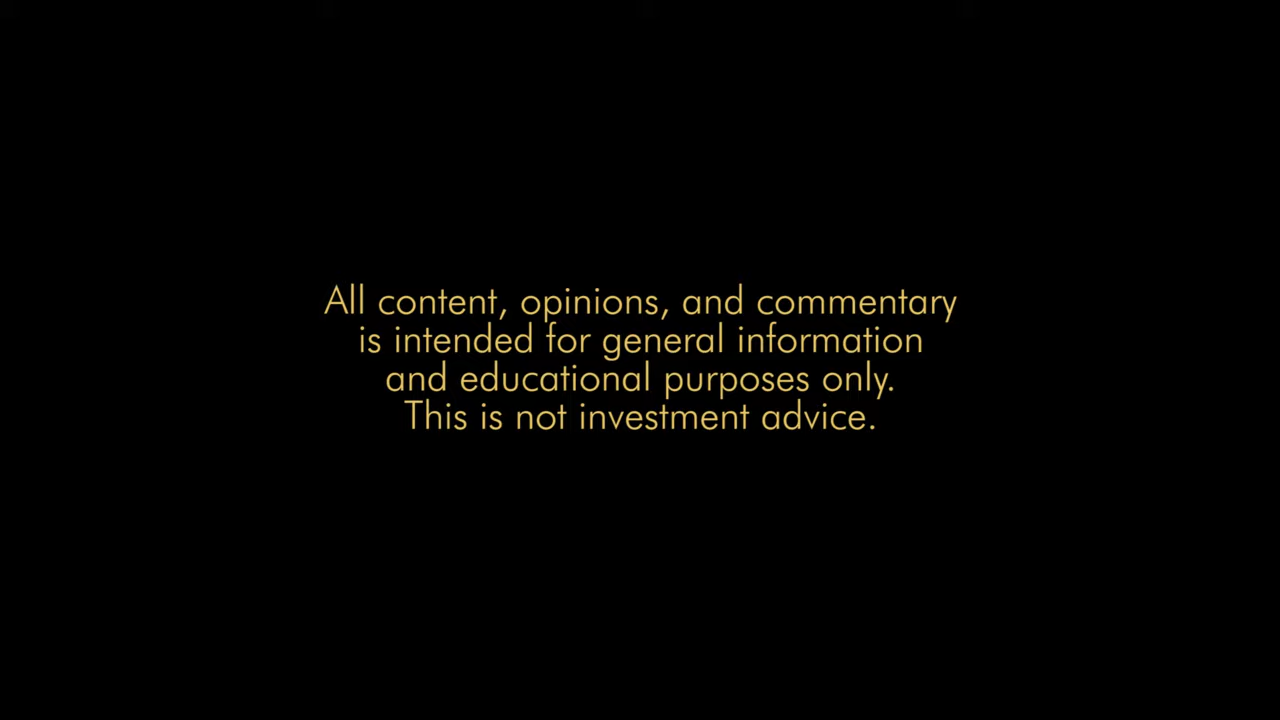 All content, opinions, and commentary
is intended for general information
and educational purposes only.
This is not investment advice.